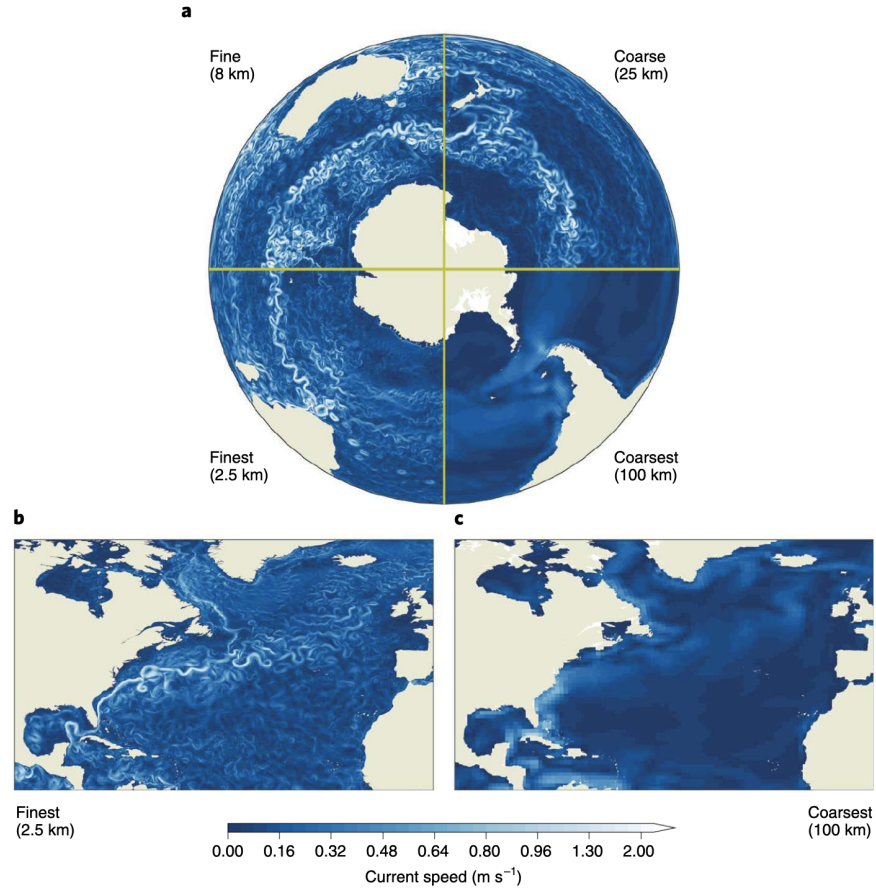 a
Fine
(8 km)
Coarse
(25 km)
Finest
(2.5 km)
Coarsest
(100 km)
b
c
Finest
(2.5 km)
Coarsest
(100 km)
0.00 0.16 0.32 0.48 0.64 0.80 0.96 1.30 2.00
Current speed (m s⁻¹)